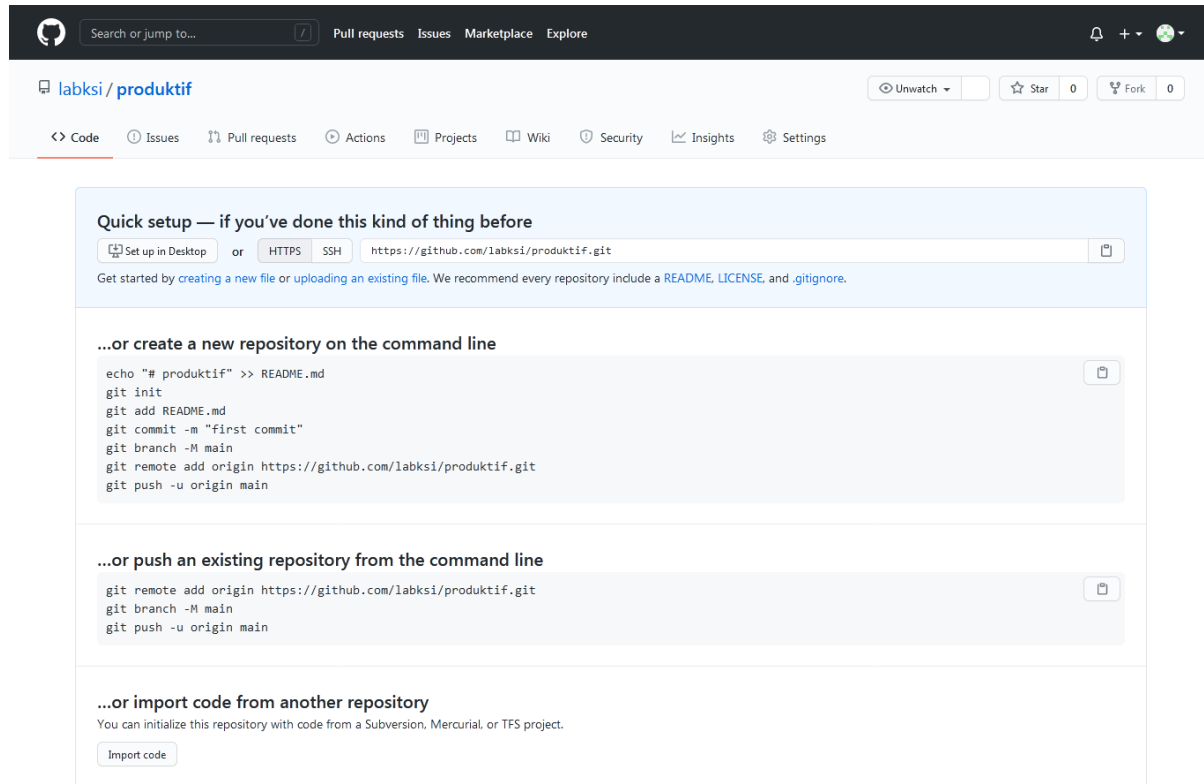 Search or jump to... /
Pull requests Issues Marketplace Explore
labksi / produktif
Unwatch Star 0 Fork 0
Code Issues Pull requests Actions Projects Wiki Security Insights Settings
Quick setup — if you've done this kind of thing before
Set up in Desktop or HTTPS SSH https://github.com/labksi/produktif.git
Get started by creating a new file or uploading an existing file. We recommend every repository include a README, LICENSE, and .gitignore.
...or create a new repository on the command line
echo "# produktif" >> README.md
git init
git add README.md
git commit -m "first commit"
git branch -M main
git remote add origin https://github.com/labksi/produktif.git
git push -u origin main
...or push an existing repository from the command line
git remote add origin https://github.com/labksi/produktif.git
git branch -M main
git push -u origin main
...or import code from another repository
You can initialize this repository with code from a Subversion, Mercurial, or TFS project.
Import code